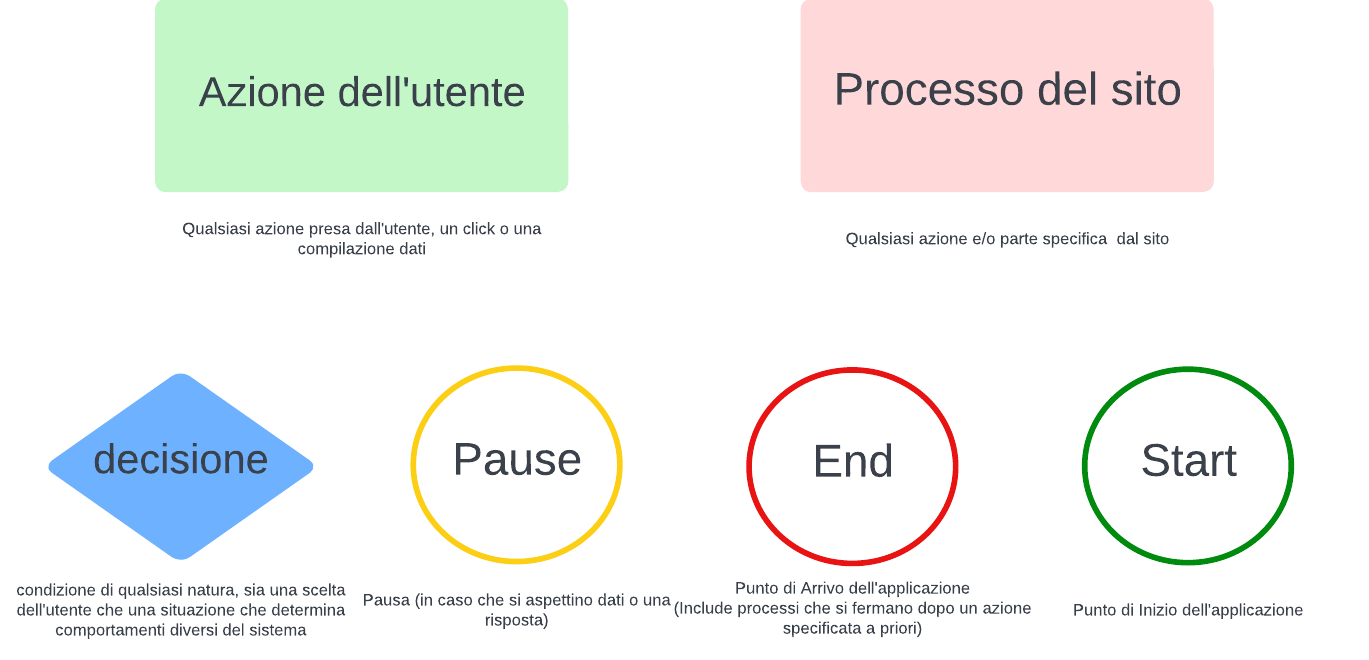 Azione dell'utente
Processo del sito
Qualsiasi azione presa dall'utente, un click o una
compilazione dati
Qualsiasi azione e/o parte specifica  dal sito
decisione
Pause
End
Start
condizione di qualsiasi natura, sia una scelta
dell'utente che una situazione che determina
comportamenti diversi del sistema
Pausa (in caso che si aspettino dati o una
risposta)
Punto di Arrivo dell'applicazione
(Include processi che si fermano dopo un azione
specificata a priori)
Punto di Inizio dell'applicazione